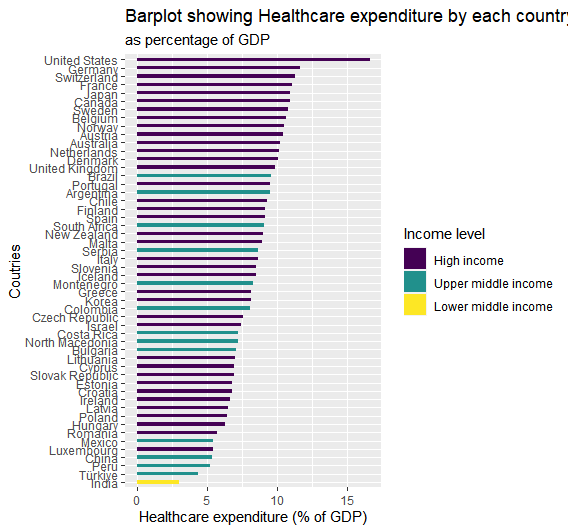 Barplot showing Healthcare expenditure by each country
as percentage of GDP
United States
Germany
Switzerland
France
Japan
Canada
Sweden
Belgium
Norway
Austria
Australia
Netherlands
Denmark
United Kingdom
Brazil
Portugal
Argentina
Chile
Finland
Spain
South Africa
New Zealand
Malta
Serbia
Italy
Slovenia
Iceland
Montenegro
Greece
Korea
Colombia
Czech Republic
Israel
Costa Rica
North Macedonia
Bulgaria
Lithuania
Cyprus
Slovak Republic
Estonia
Croatia
Ireland
Latvia
Poland
Hungary
Romania
Mexico
Luxembourg
China
Peru
Türkiye
India
Coutries
0 5 10 15
Healthcare expenditure (% of GDP)
Income level
High income
Upper middle income
Lower middle income